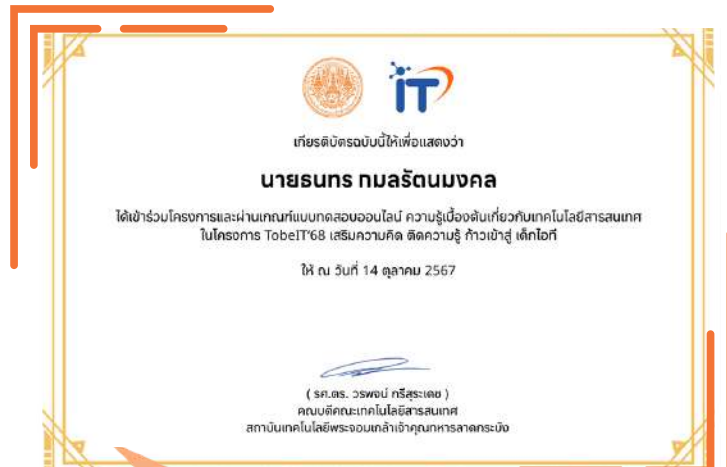 iT
เกียรติบัตรฉบับนี้ให้เพื่อแสดงว่า
นายธนทร กมลรัตนมงคล
ได้เข้าร่วมโครงการและผ่านเกณฑ์แบบทดสอบออนไลน์ ความรู้เบื้องต้นเกี่ยวกับเทคโนโลยีสารสนเทศ
ในโครงการ TobeIT'68 เสริมความคิด ติดความรู้ ก้าวเข้าสู่ เด็กไอที
ให้ ณ วันที่ 14 ตุลาคม 2567
( รศ.ดร. วรพจน์ กรีสุระเดช )
คณบดีคณะเทคโนโลยีสารสนเทศ
สถาบันเทคโนโลยีพระจอมเกล้าเจ้าคุณทหารลาดกระบัง